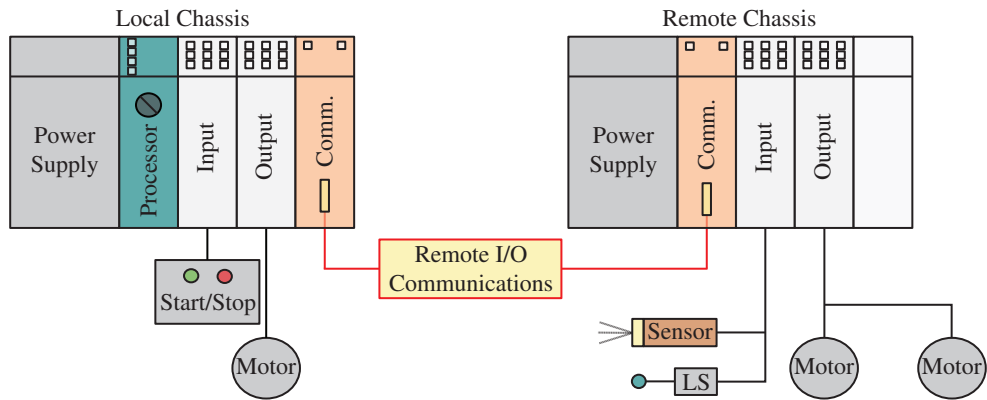 Local Chassis
Power
Supply
Processor
Input
Output
Comm.
Start/Stop
Motor
Remote I/O
Communications
Remote Chassis
Power
Supply
Comm.
Input
Output
Sensor
LS
Motor
Motor